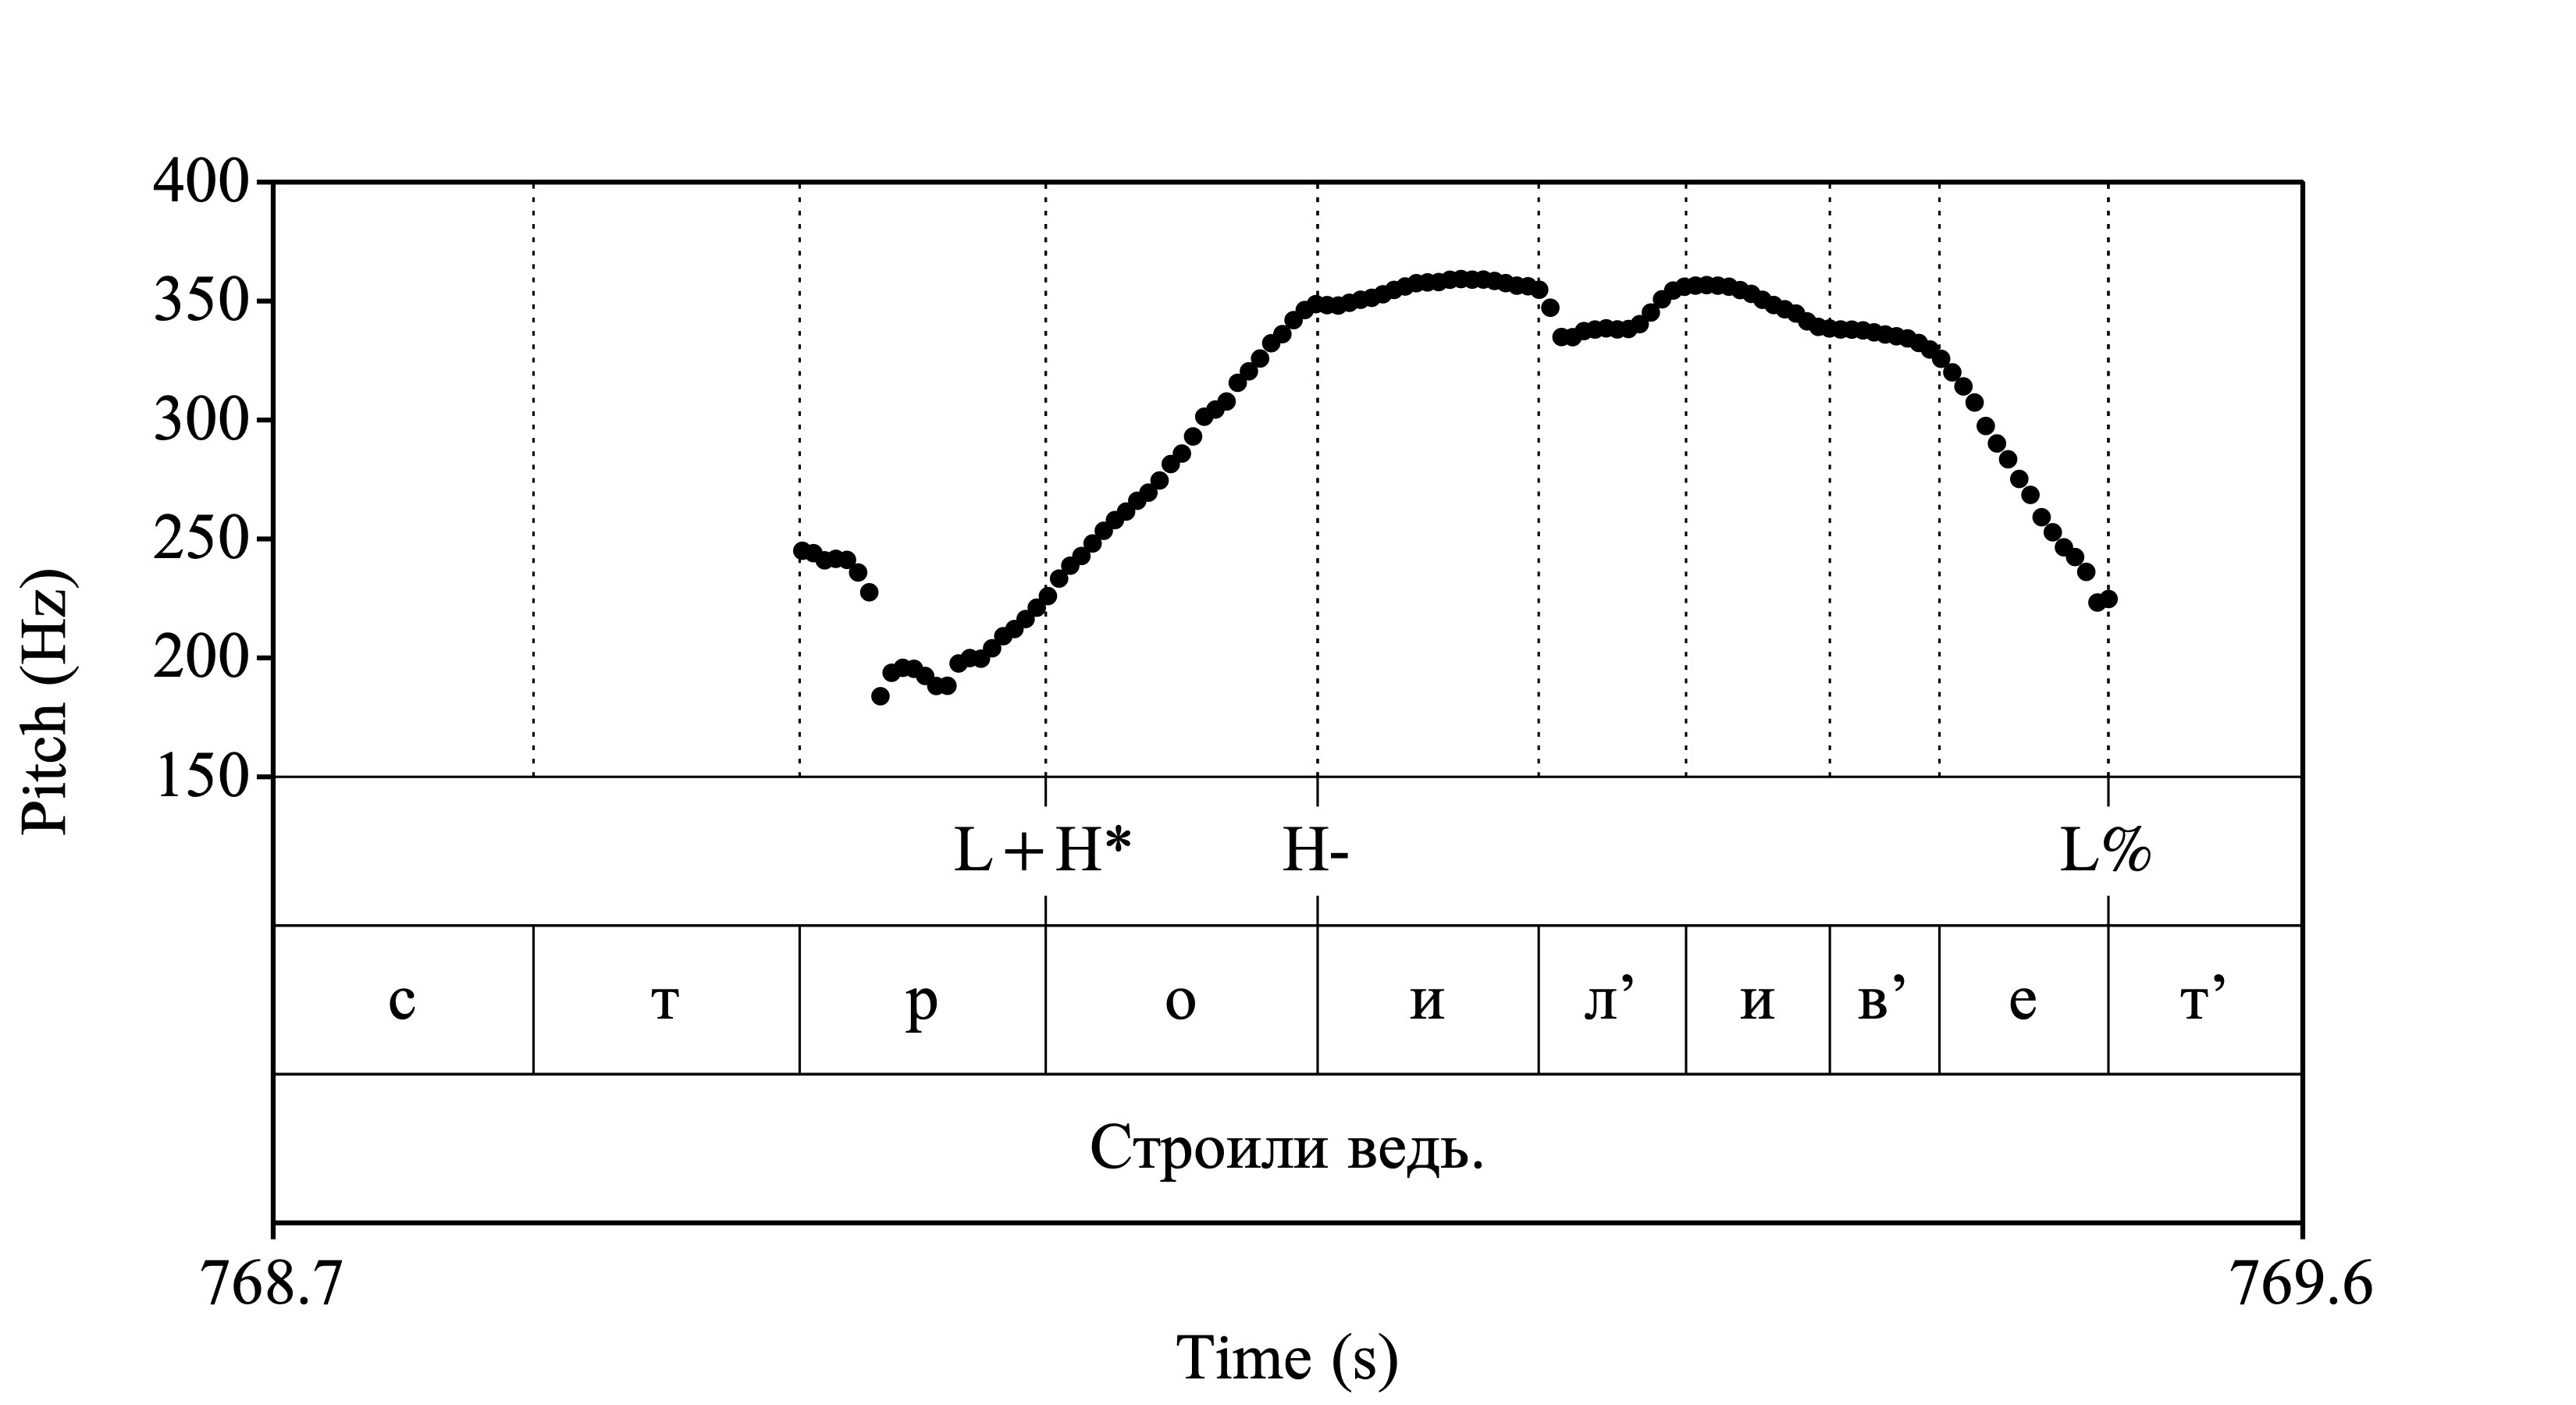 400
350
300
250
200
150
Pitch (Hz)
L+H* H- L%
с т р о и л’ и в’ е т’
Строили ведь.
768.7 769.6
Time (s)